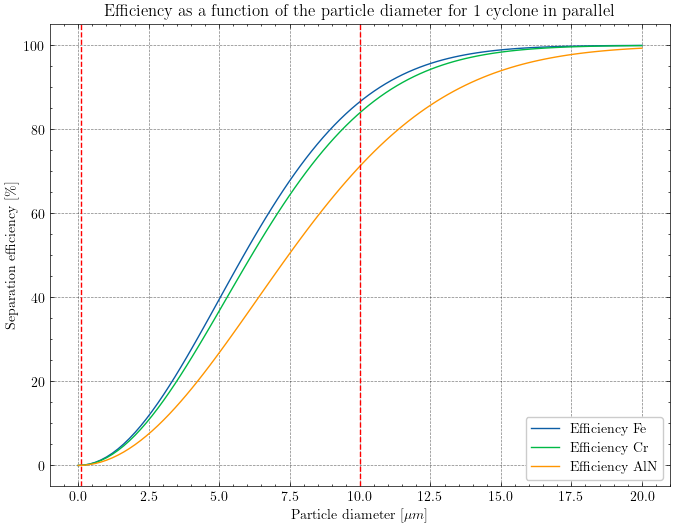 Efficiency as a function of the particle diameter for 1 cyclone in parallel
100
80
60
40
20
0
Separation efficiency [%]
0.0 2.5 5.0 7.5 10.0 12.5 15.0 17.5 20.0
Particle diameter [μm]
Efficiency Fe
Efficiency Cr
Efficiency AlN